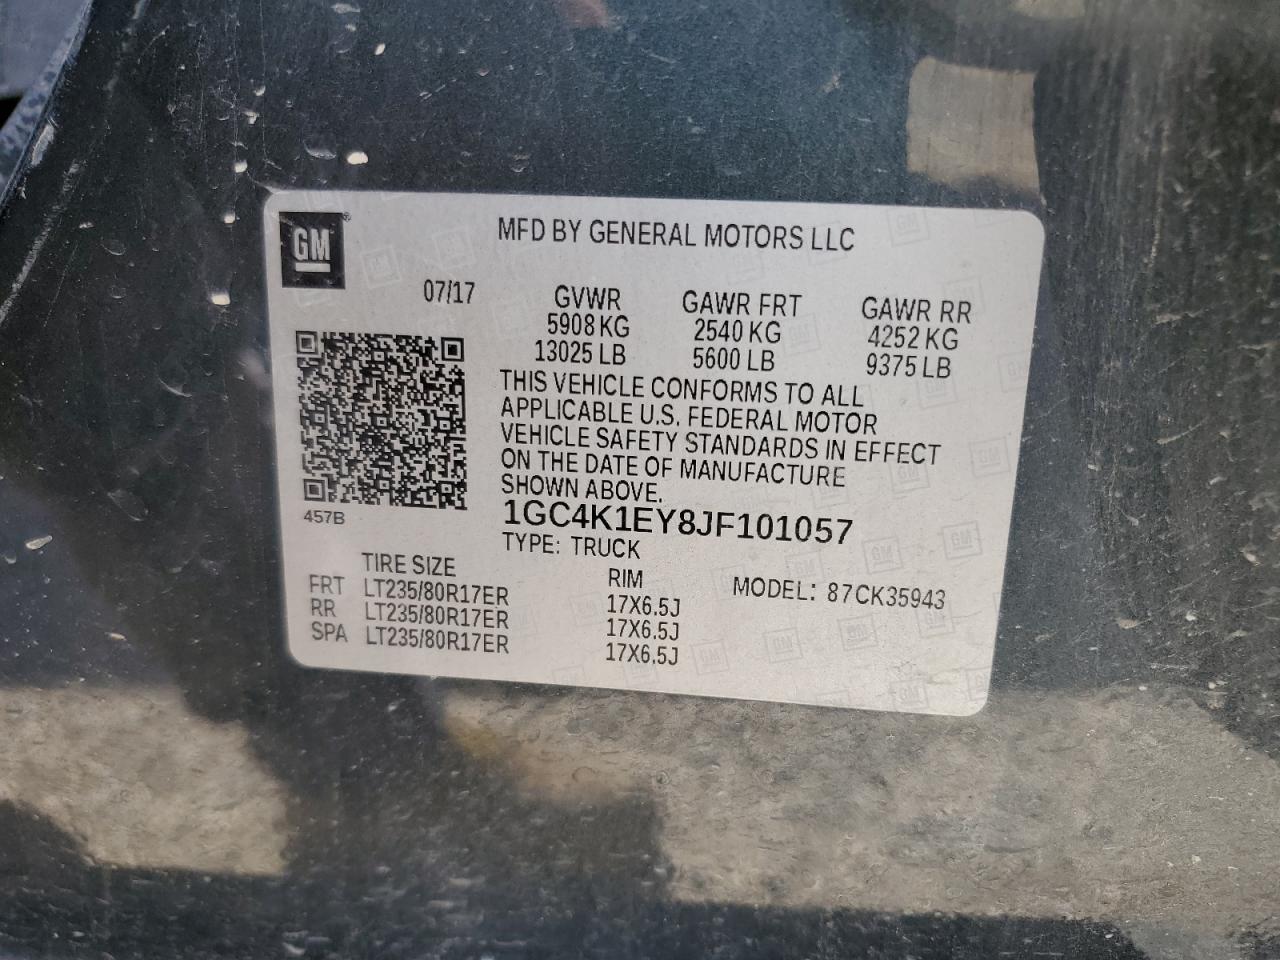 GM
MFD BY GENERAL MOTORS LLC
07/17
GVWR GAWR FRT GAWR RR
5908 KG 2540 KG 4252 KG
13025 LB 5600 LB 9375 LB
THIS VEHICLE CONFORMS TO ALL
APPLICABLE U.S. FEDERAL MOTOR
VEHICLE SAFETY STANDARDS IN EFFECT
ON THE DATE OF MANUFACTURE
SHOWN ABOVE.
457B
1GC4K1EY8JF101057
TYPE: TRUCK
TIRE SIZE RIM MODEL: 87CK35943
FRT LT235/80R17ER 17X6.5J
RR LT235/80R17ER 17X6.5J
SPA LT235/80R17ER 17X6.5J